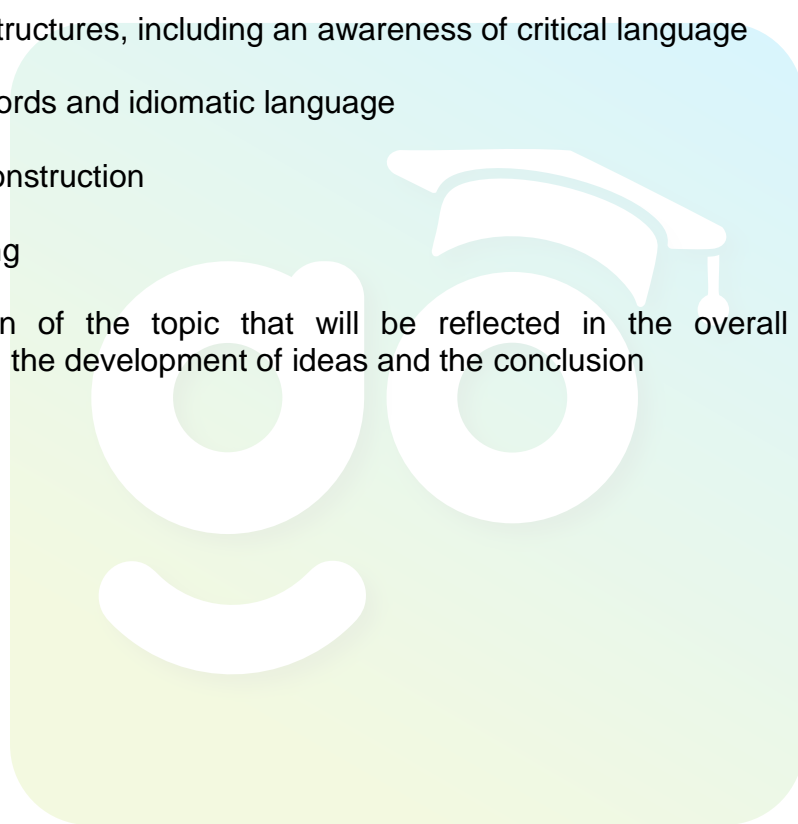 tructures, including an awareness of critical language
ords and idiomatic language
onstruction
g
n of the topic that will be reflected in the overall
the development of ideas and the conclusion
go